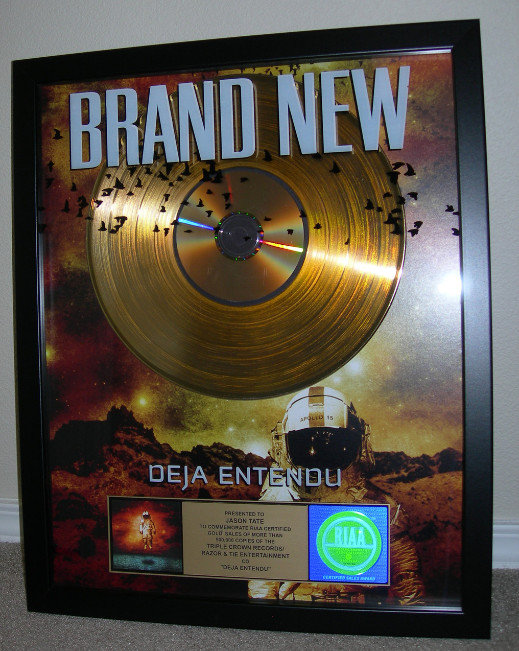 BRAND NEW
APOLLO 15
DEJA ENTENDU
PRESENTED TO
JASON TATE
TO COMMEMORATE RIAA CERTIFIED
GOLD SALES OF MORE THAN
500,000 COPIES OF THE
TRIPLE CROWN RECORDS/
RAZOR & TIE ENTERTAINMENT
CD
"DEJA ENTENDU"
RIAA
CERTIFIED SALES AWARD